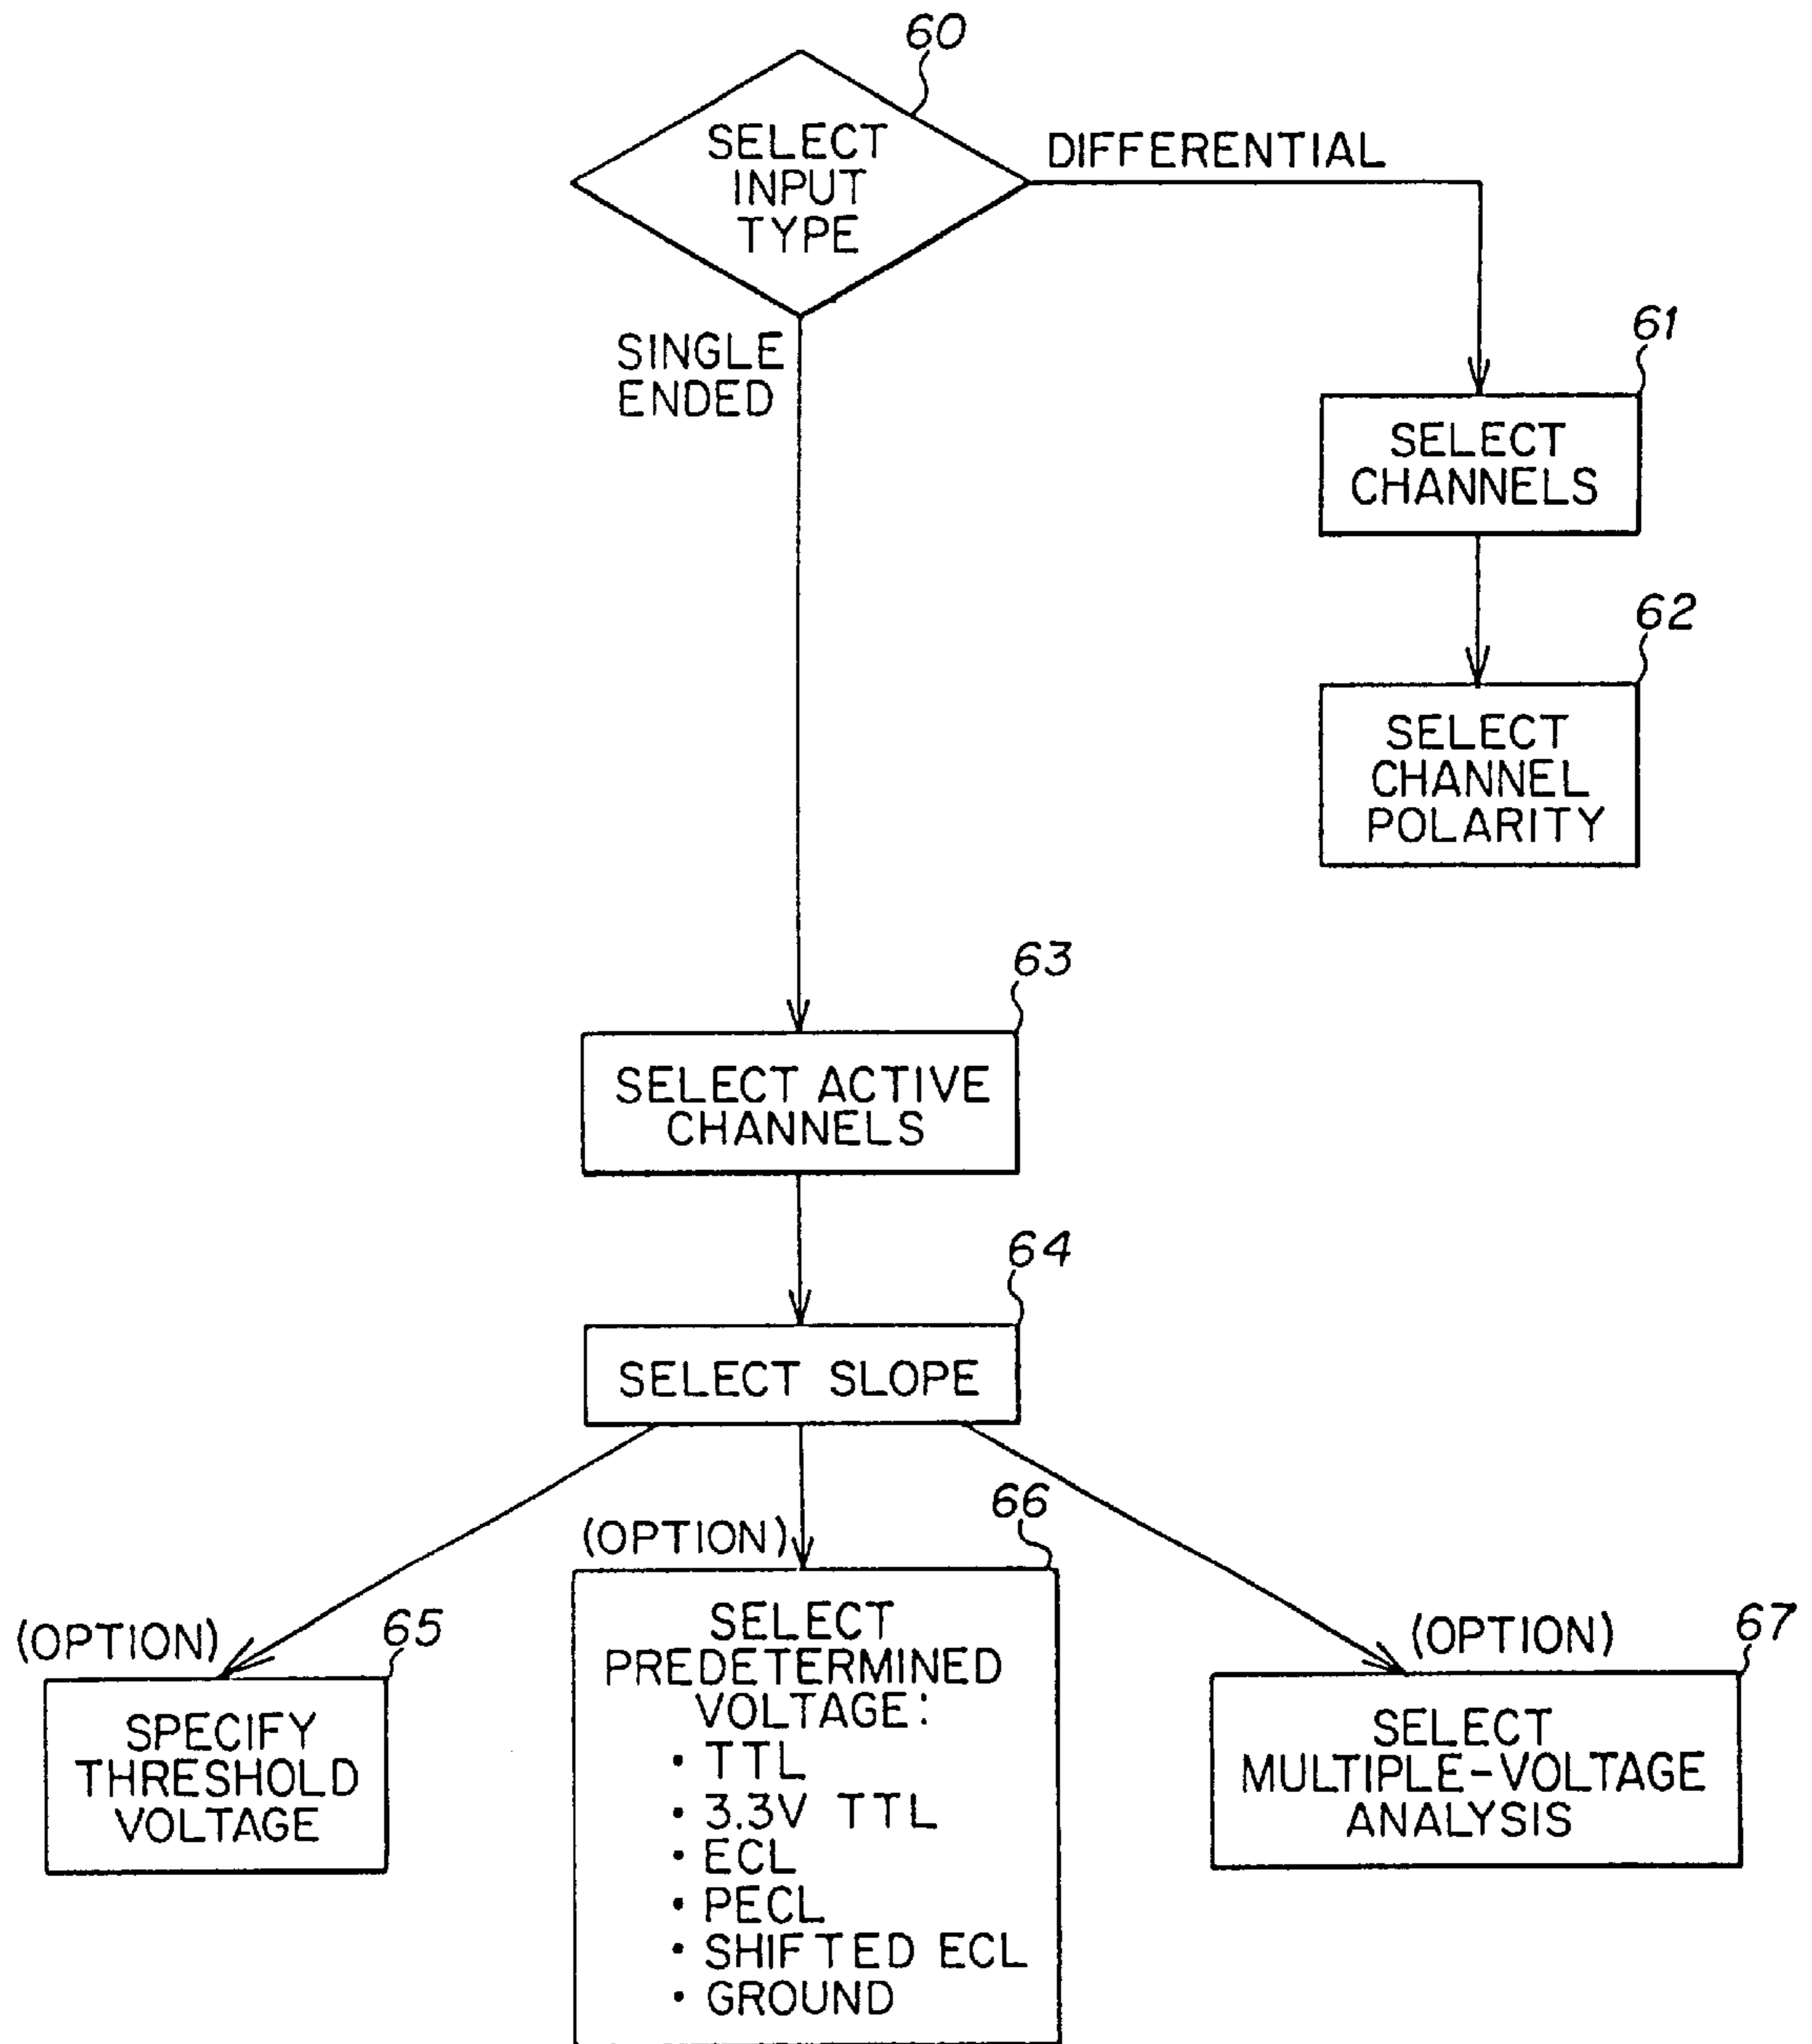 60
SELECT
INPUT
TYPE
DIFFERENTIAL
SINGLE
ENDED
61
SELECT
CHANNELS
62
SELECT
CHANNEL
POLARITY
63
SELECT ACTIVE
CHANNELS
64
SELECT SLOPE
(OPTION)
65
SPECIFY
THRESHOLD
VOLTAGE
(OPTION)
66
SELECT
PREDETERMINED
VOLTAGE:
• TTL
• 3.3V TTL
• ECL
• PECL
• SHIFTED ECL
• GROUND
(OPTION)
67
SELECT
MULTIPLE-VOLTAGE
ANALYSIS